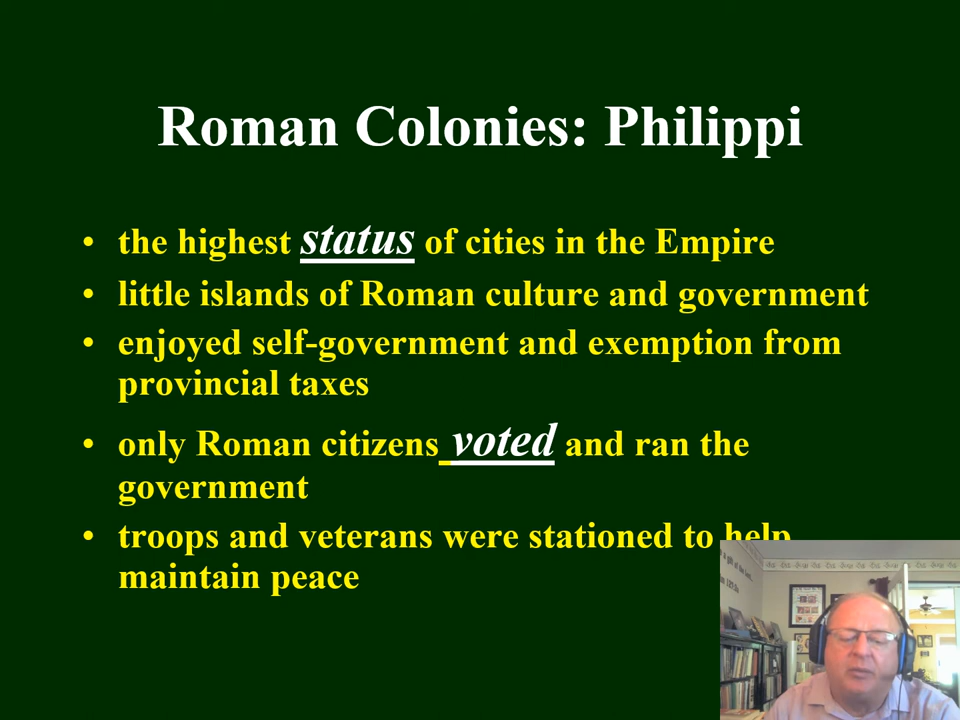 Roman Colonies: Philippi
• the highest status of cities in the Empire
• little islands of Roman culture and government
• enjoyed self-government and exemption from
provincial taxes
• only Roman citizens voted and ran the
government
• troops and veterans were stationed to help
maintain peace